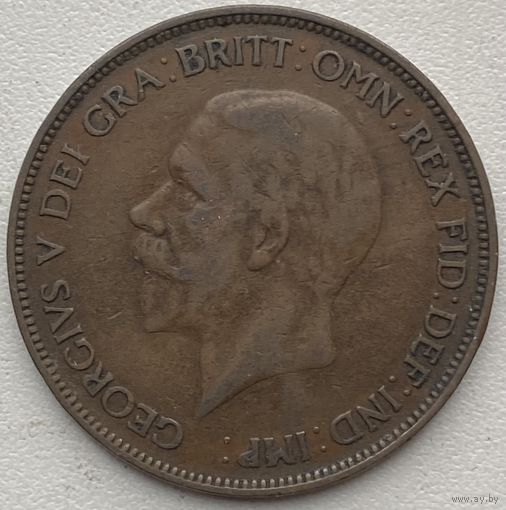 GEORGIVS V DEI GRA: BRITT: OMN: REX FID: DEF: IND: IMP:
www.ay.by